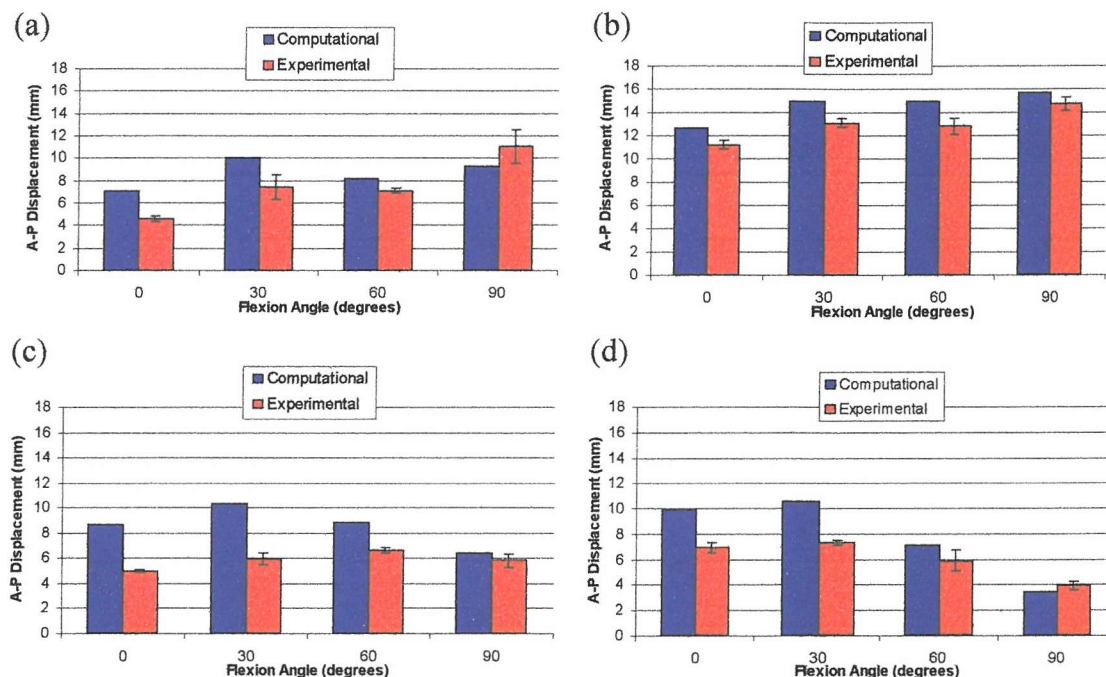 (a)
Computational
Experimental
A-P Displacement (mm)
18
16
14
12
10
8
6
4
2
0
0 30 60 90
Flexion Angle (degrees)
(b)
Computational
Experimental
A-P Displacement (mm)
18
16
14
12
10
8
6
4
2
0
0 30 60 90
Flexion Angle (degrees)
(c)
Computational
Experimental
A-P Displacement (mm)
18
16
14
12
10
8
6
4
2
0
0 30 60 90
Flexion Angle (degrees)
(d)
Computational
Experimental
A-P Displacement (mm)
18
16
14
12
10
8
6
4
2
0
0 30 60 90
Flexion Angle (degrees)